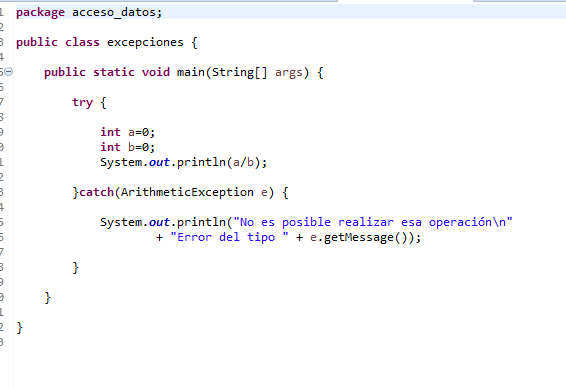 1 package acceso_datos;
2
3 public class excepciones {
4
5 public static void main(String[] args) {
6
7 try {
8
9 int a=0;
0 int b=0;
1 System.out.println(a/b);
2
3 }catch(ArithmeticException e) {
4
5 System.out.println("No es posible realizar esa operación\n"
6 + "Error del tipo " + e.getMessage());
7
8 }
9
0 }
1
2 }
3